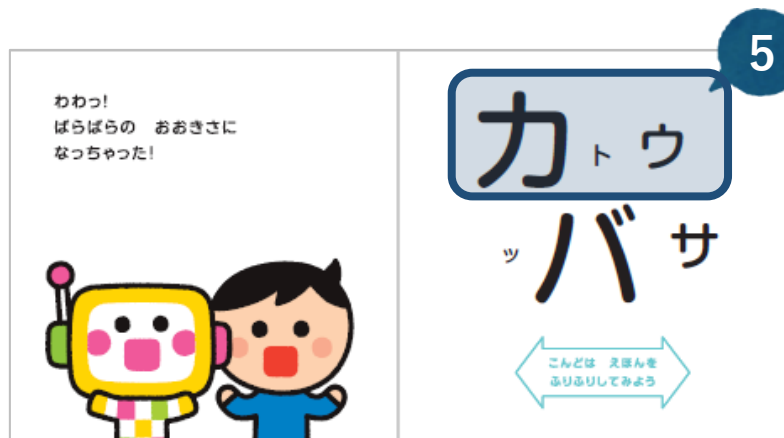 わわっ!
ばらばらの　おおきさに
なっちゃった!
5
カトウ
ツバサ
こんどは　えほんを
ふりふりしてみよう